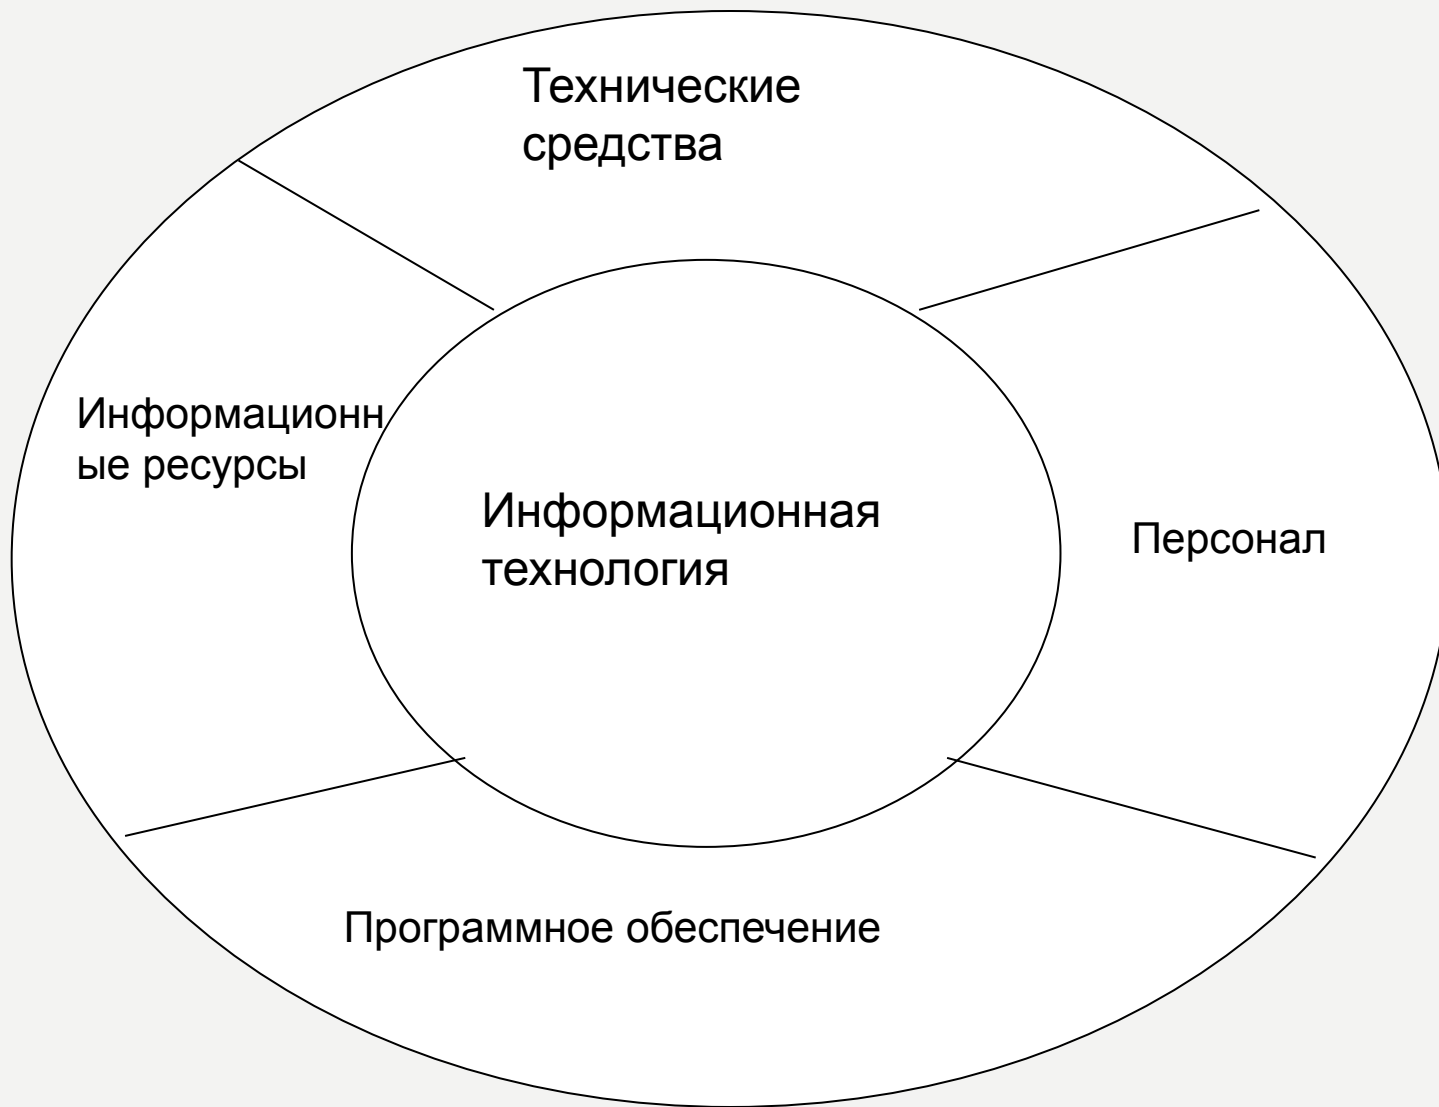 Технические
средства
Информационн
ые ресурсы
Информационная
технология
Персонал
Программное обеспечение